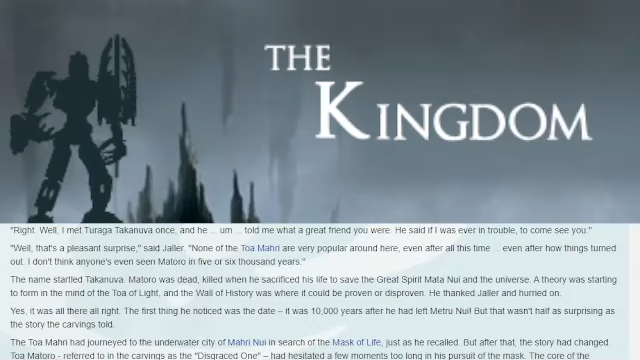 THE
KINGDOM
"Right. Well, I met Turaga Takanuva once, and he ... um ... told me what a great friend you were. He said if I was ever in trouble, to come see you."
"Well, that's a pleasant surprise," said Jaller. "None of the Toa Mahri are very popular around here, even after all this time ... even after how things turned
out. I don't think anyone's even seen Matoro in five or six thousand years."
The name startled Takanuva. Matoro was dead, killed when he sacrificed his life to save the Great Spirit Mata Nui and the universe. A theory was starting
to form in the mind of the Toa of Light, and the Wall of History was where it could be proven or disproven. He thanked Jaller and hurried on.
Yes, it was all there all right. The first thing he noticed was the date – it was 10,000 years after he had left Metru Nui! But that wasn't half as surprising as
the story the carvings told.
The Toa Mahri had journeyed to the underwater city of Mahri Nui in search of the Mask of Life, just as he recalled. But after that, the story had changed.
Toa Matoro - referred to in the carvings as the "Disgraced One" – had hesitated a few moments too long in his pursuit of the mask. The core of the